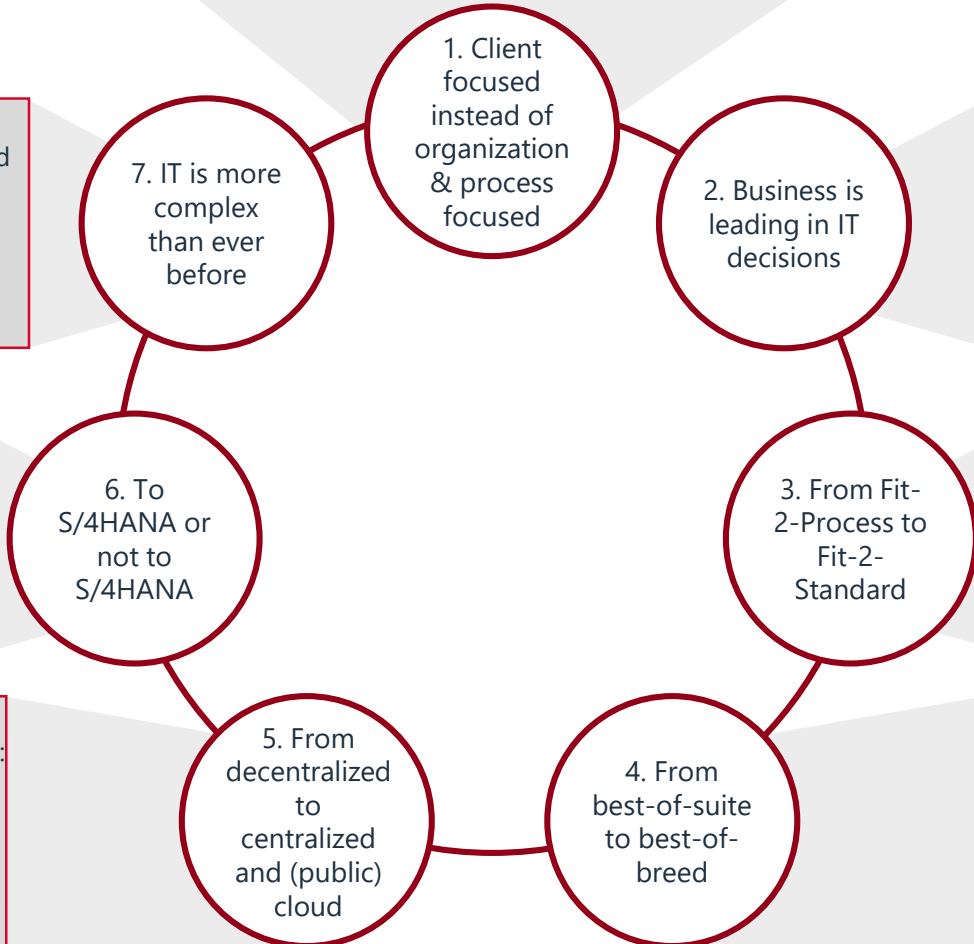 1. Client
focused
instead of
organization
& process
focused
2. Business is
leading in IT
decisions
3. From Fit-
2-Process to
Fit-2-
Standard
4. From
best-of-suite
to best-of-
breed
5. From
decentralized
to
centralized
and (public)
cloud
6. To
S/4HANA or
not to
S/4HANA
7. IT is more
complex
than ever
before